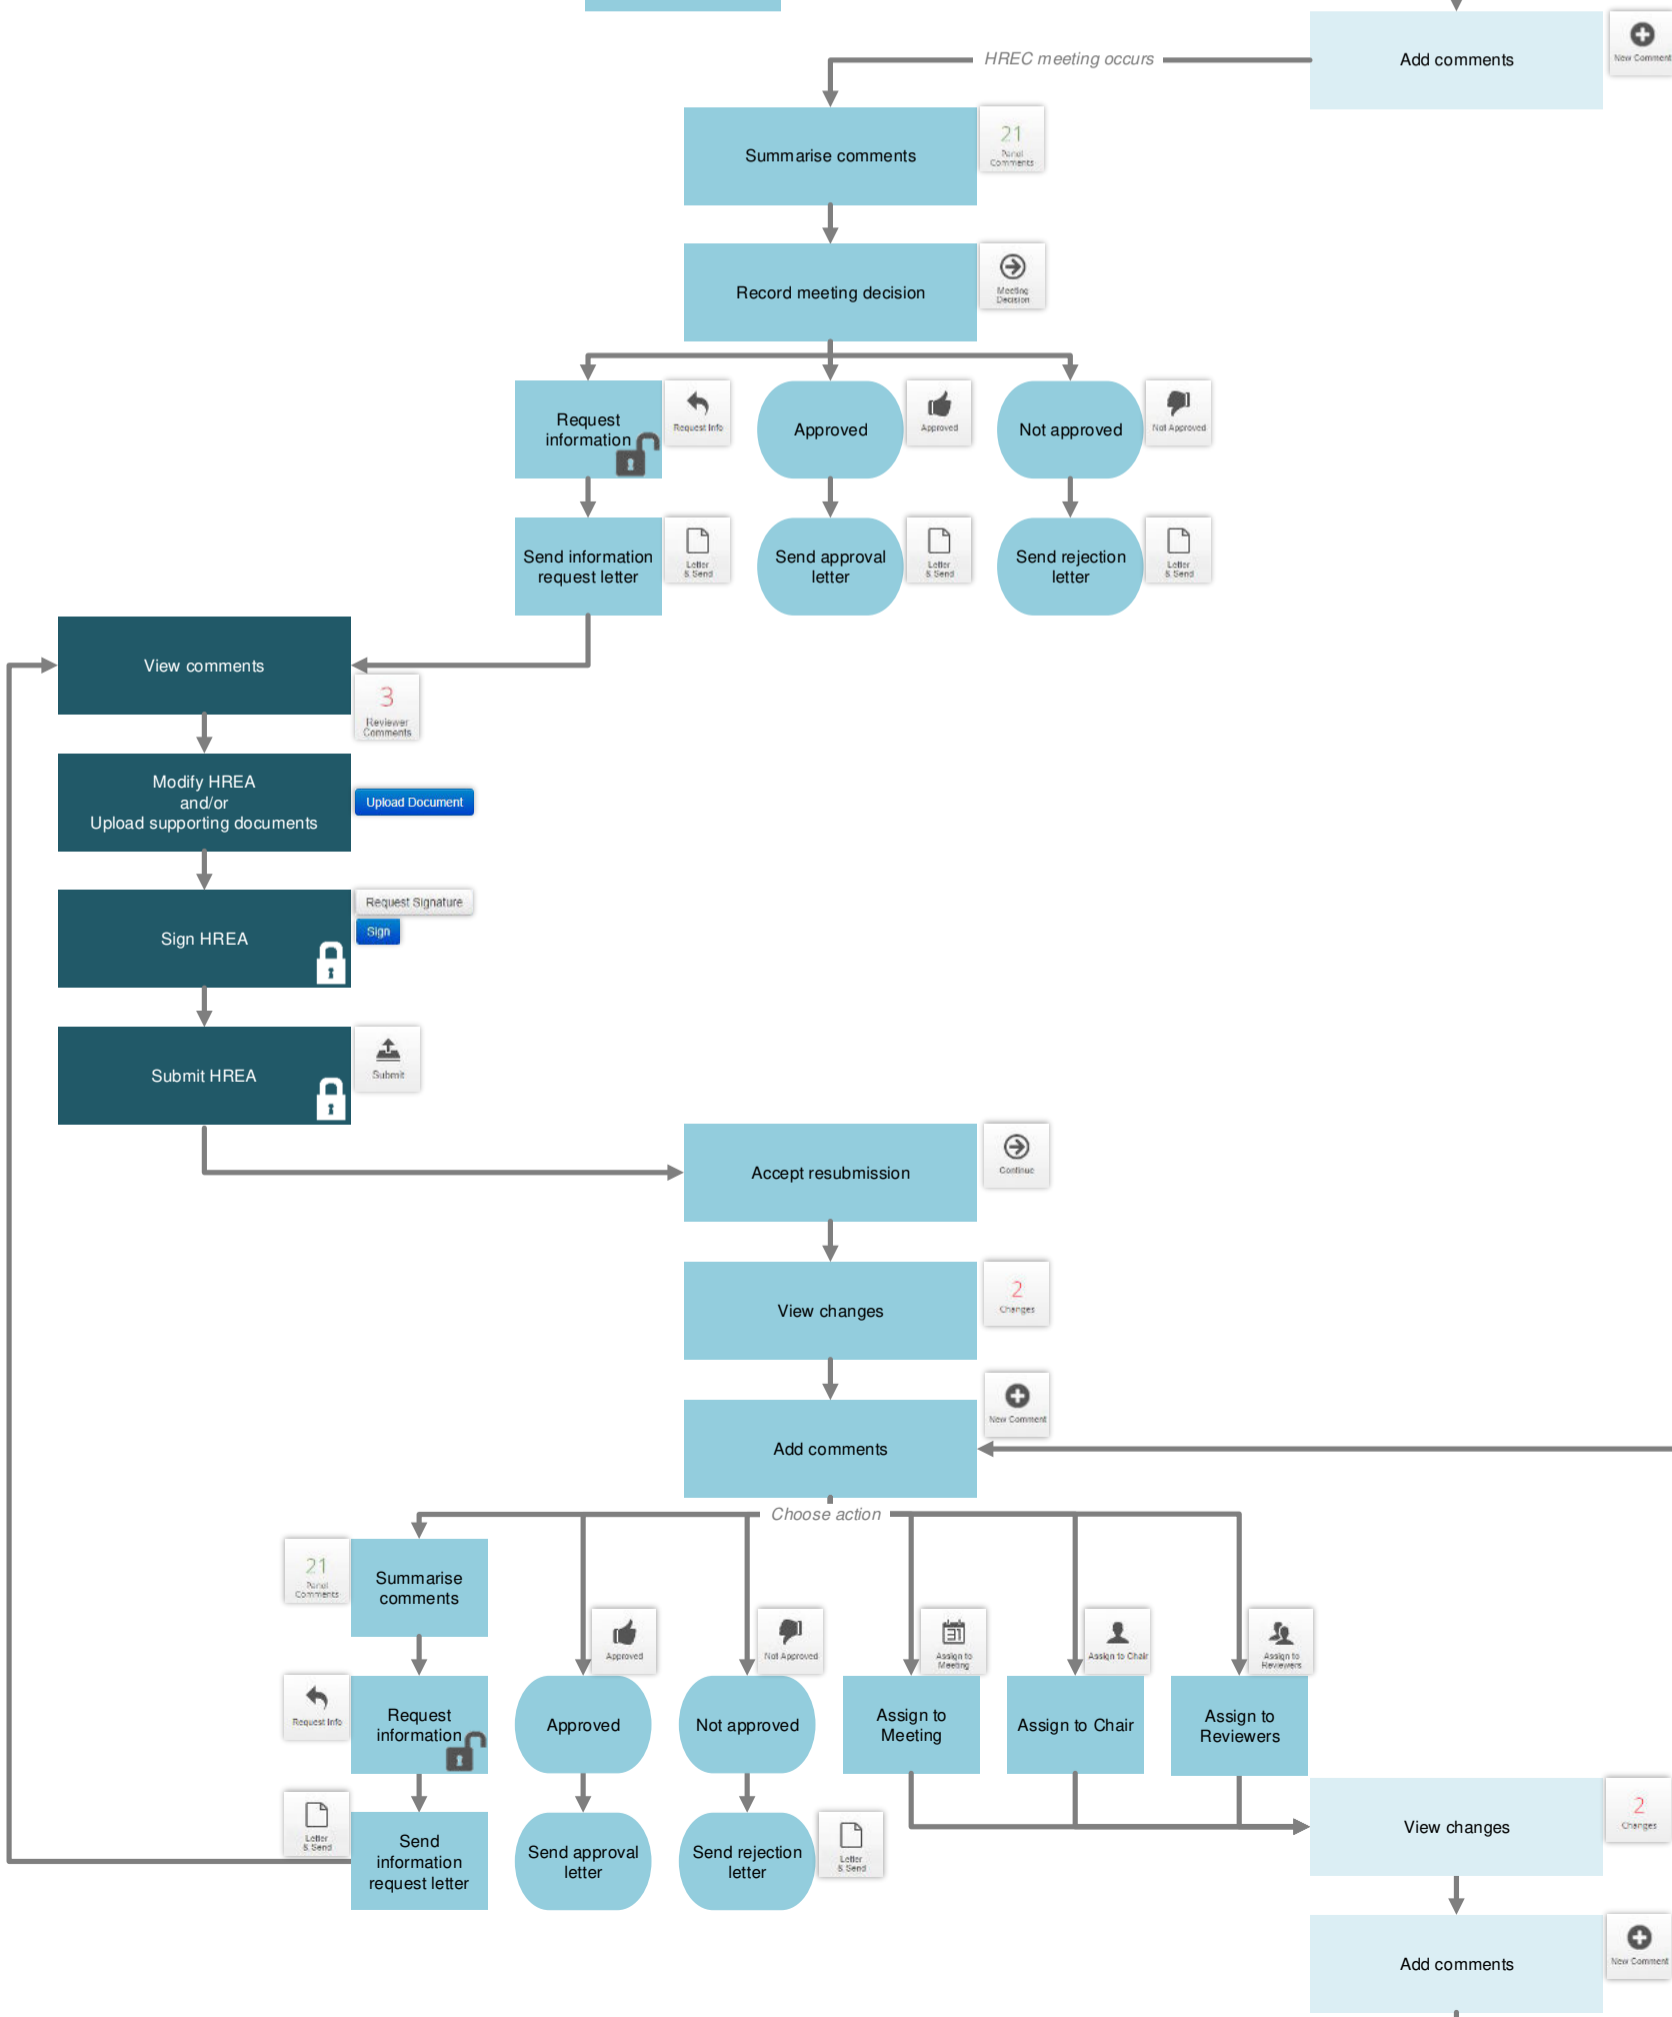 Add comments
New Comment
HREC meeting occurs
Summarise comments
21
Panel
Comments
Record meeting decision
Meeting
Decision
Request
information
Request Info
Approved
Approved
Not approved
Not Approved
Send information
request letter
Letter
& Send
Send approval
letter
Letter
& Send
Send rejection
letter
Letter
& Send
View comments
3
Reviewer
Comments
Modify HREA
and/or
Upload supporting documents
Upload Document
Sign HREA
Request Signature
Sign
Submit HREA
Submit
Accept resubmission
Continue
View changes
2
Changes
Add comments
New Comment
Choose action
21
Panel
Comments
Summarise
comments
Approved
Not Approved
31
Assign to
Meeting
Assign to Chair
Assign to
Reviewers
Request Info
Request
information
Approved
Not approved
Assign to
Meeting
Assign to Chair
Assign to
Reviewers
Letter
& Send
Send
information
request letter
Send approval
letter
Send rejection
letter
Letter
& Send
View changes
2
Changes
Add comments
New Comment